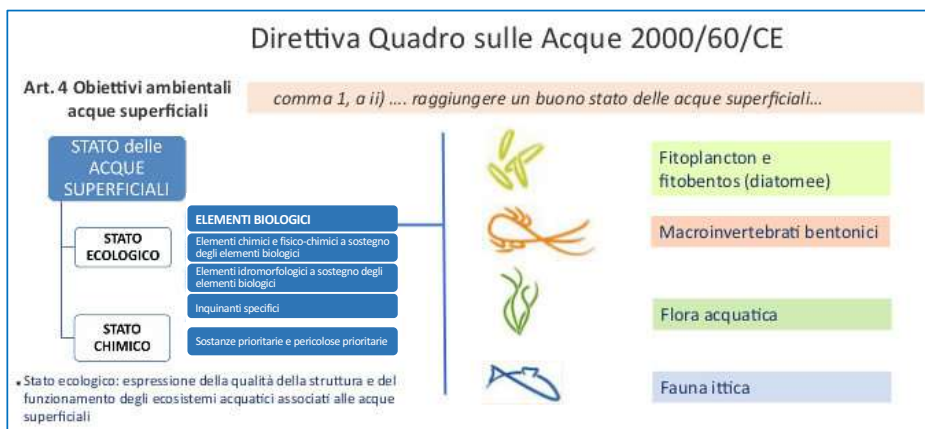 Direttiva Quadro sulle Acque 2000/60/CE
Art. 4 Obiettivi ambientali
acque superficiali
comma 1, a ii) .... raggiungere un buono stato delle acque superficiali...
STATO delle
ACQUE
SUPERFICIALI
STATO
ECOLOGICO
ELEMENTI BIOLOGICI
Elementi chimici e fisico-chimici a sostegno
degli elementi biologici
Elementi idromorfologici a sostegno degli
elementi biologici
Inquinanti specifici
STATO
CHIMICO
Sostanze prioritarie e pericolose prioritarie
Fitoplancton e
fitobentos (diatomee)
Macroinvertebrati bentonici
Flora acquatica
Fauna ittica
▪ Stato ecologico: espressione della qualità della struttura e del
funzionamento degli ecosistemi acquatici associati alle acque
superficiali